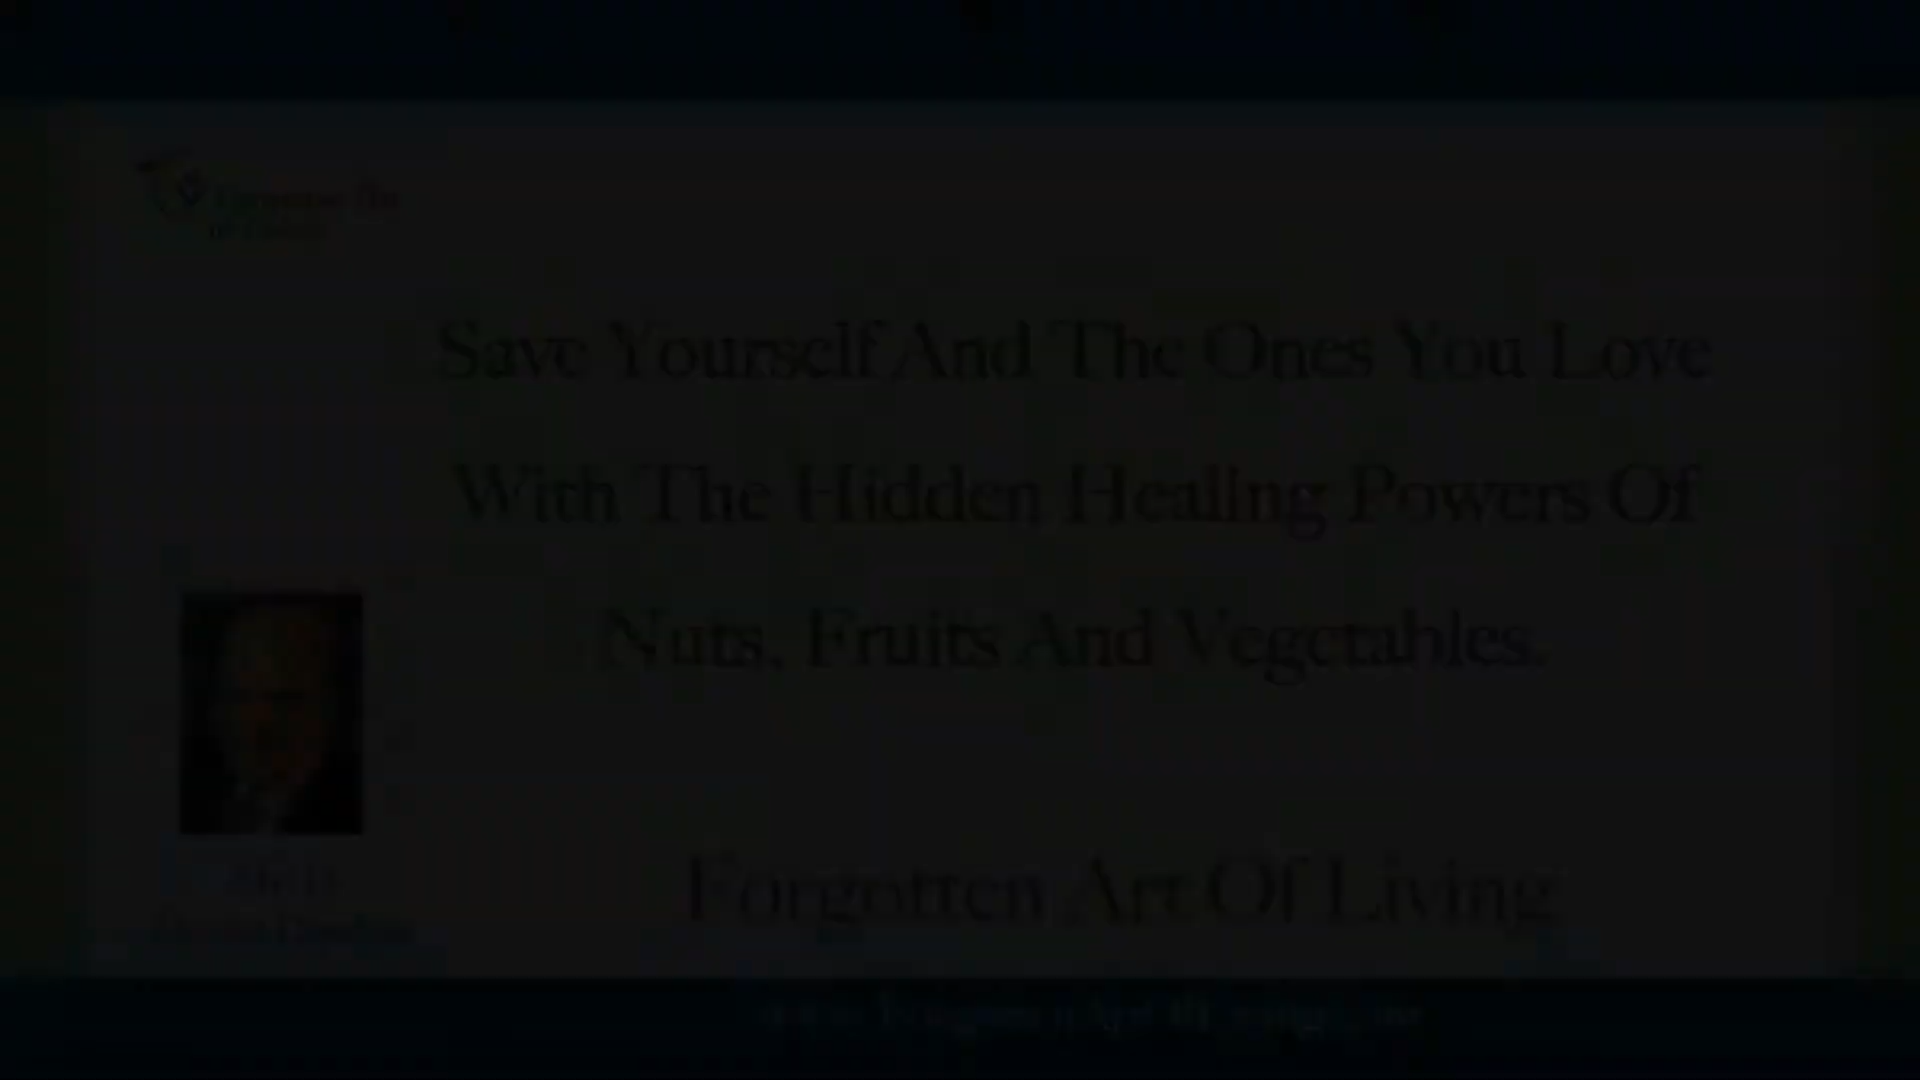 Save Yourself And The Ones You Love
With The Hidden Healing Powers Of
Nuts, Fruits And Vegetables.
Forgotten Art Of Living